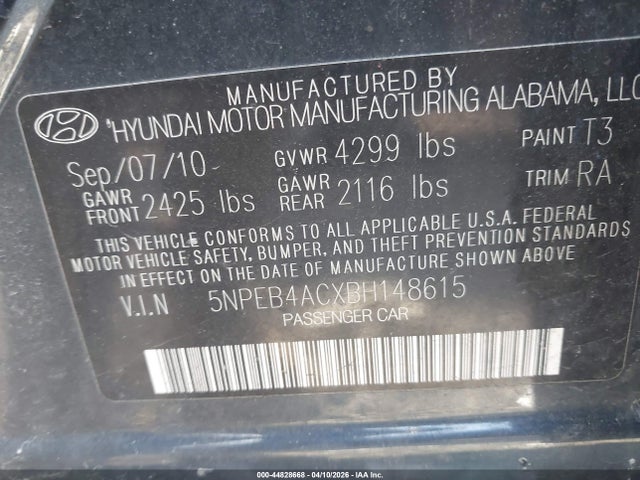 MANUFACTURED BY
HYUNDAI MOTOR MANUFACTURING ALABAMA, LLC
Sep/07/10 GVWR 4299 lbs PAINT T3
GAWR FRONT 2425 lbs GAWR REAR 2116 lbs TRIM RA
THIS VEHICLE CONFORMS TO ALL APPLICABLE U.S.A. FEDERAL
MOTOR VEHICLE SAFETY, BUMPER, AND THEFT PREVENTION STANDARDS
IN EFFECT ON THE DATE OF MANUFACTURE SHOWN ABOVE.
V.I.N 5NPEB4ACXBH148615
PASSENGER CAR
000-44828668 - 04/10/2026 - IAA Inc.